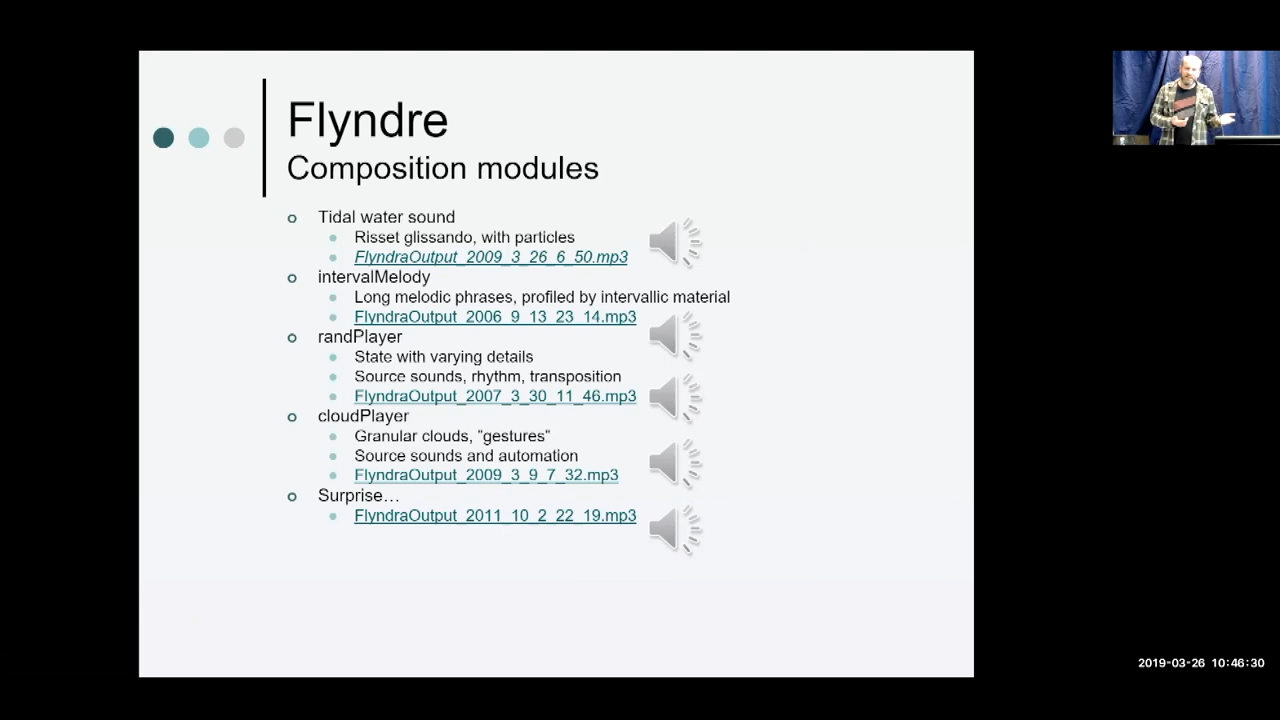 Flyndre
Composition modules
Tidal water sound
Risset glissando, with particles
FlyndraOutput_2009_3_26_6_50.mp3
intervalMelody
Long melodic phrases, profiled by intervallic material
FlyndraOutput_2006_9_13_23_14.mp3
randPlayer
State with varying details
Source sounds, rhythm, transposition
FlyndraOutput_2007_3_30_11_46.mp3
cloudPlayer
Granular clouds, "gestures"
Source sounds and automation
FlyndraOutput_2009_3_9_7_32.mp3
Surprise…
FlyndraOutput_2011_10_2_22_19.mp3
2019-03-26 10:46:30